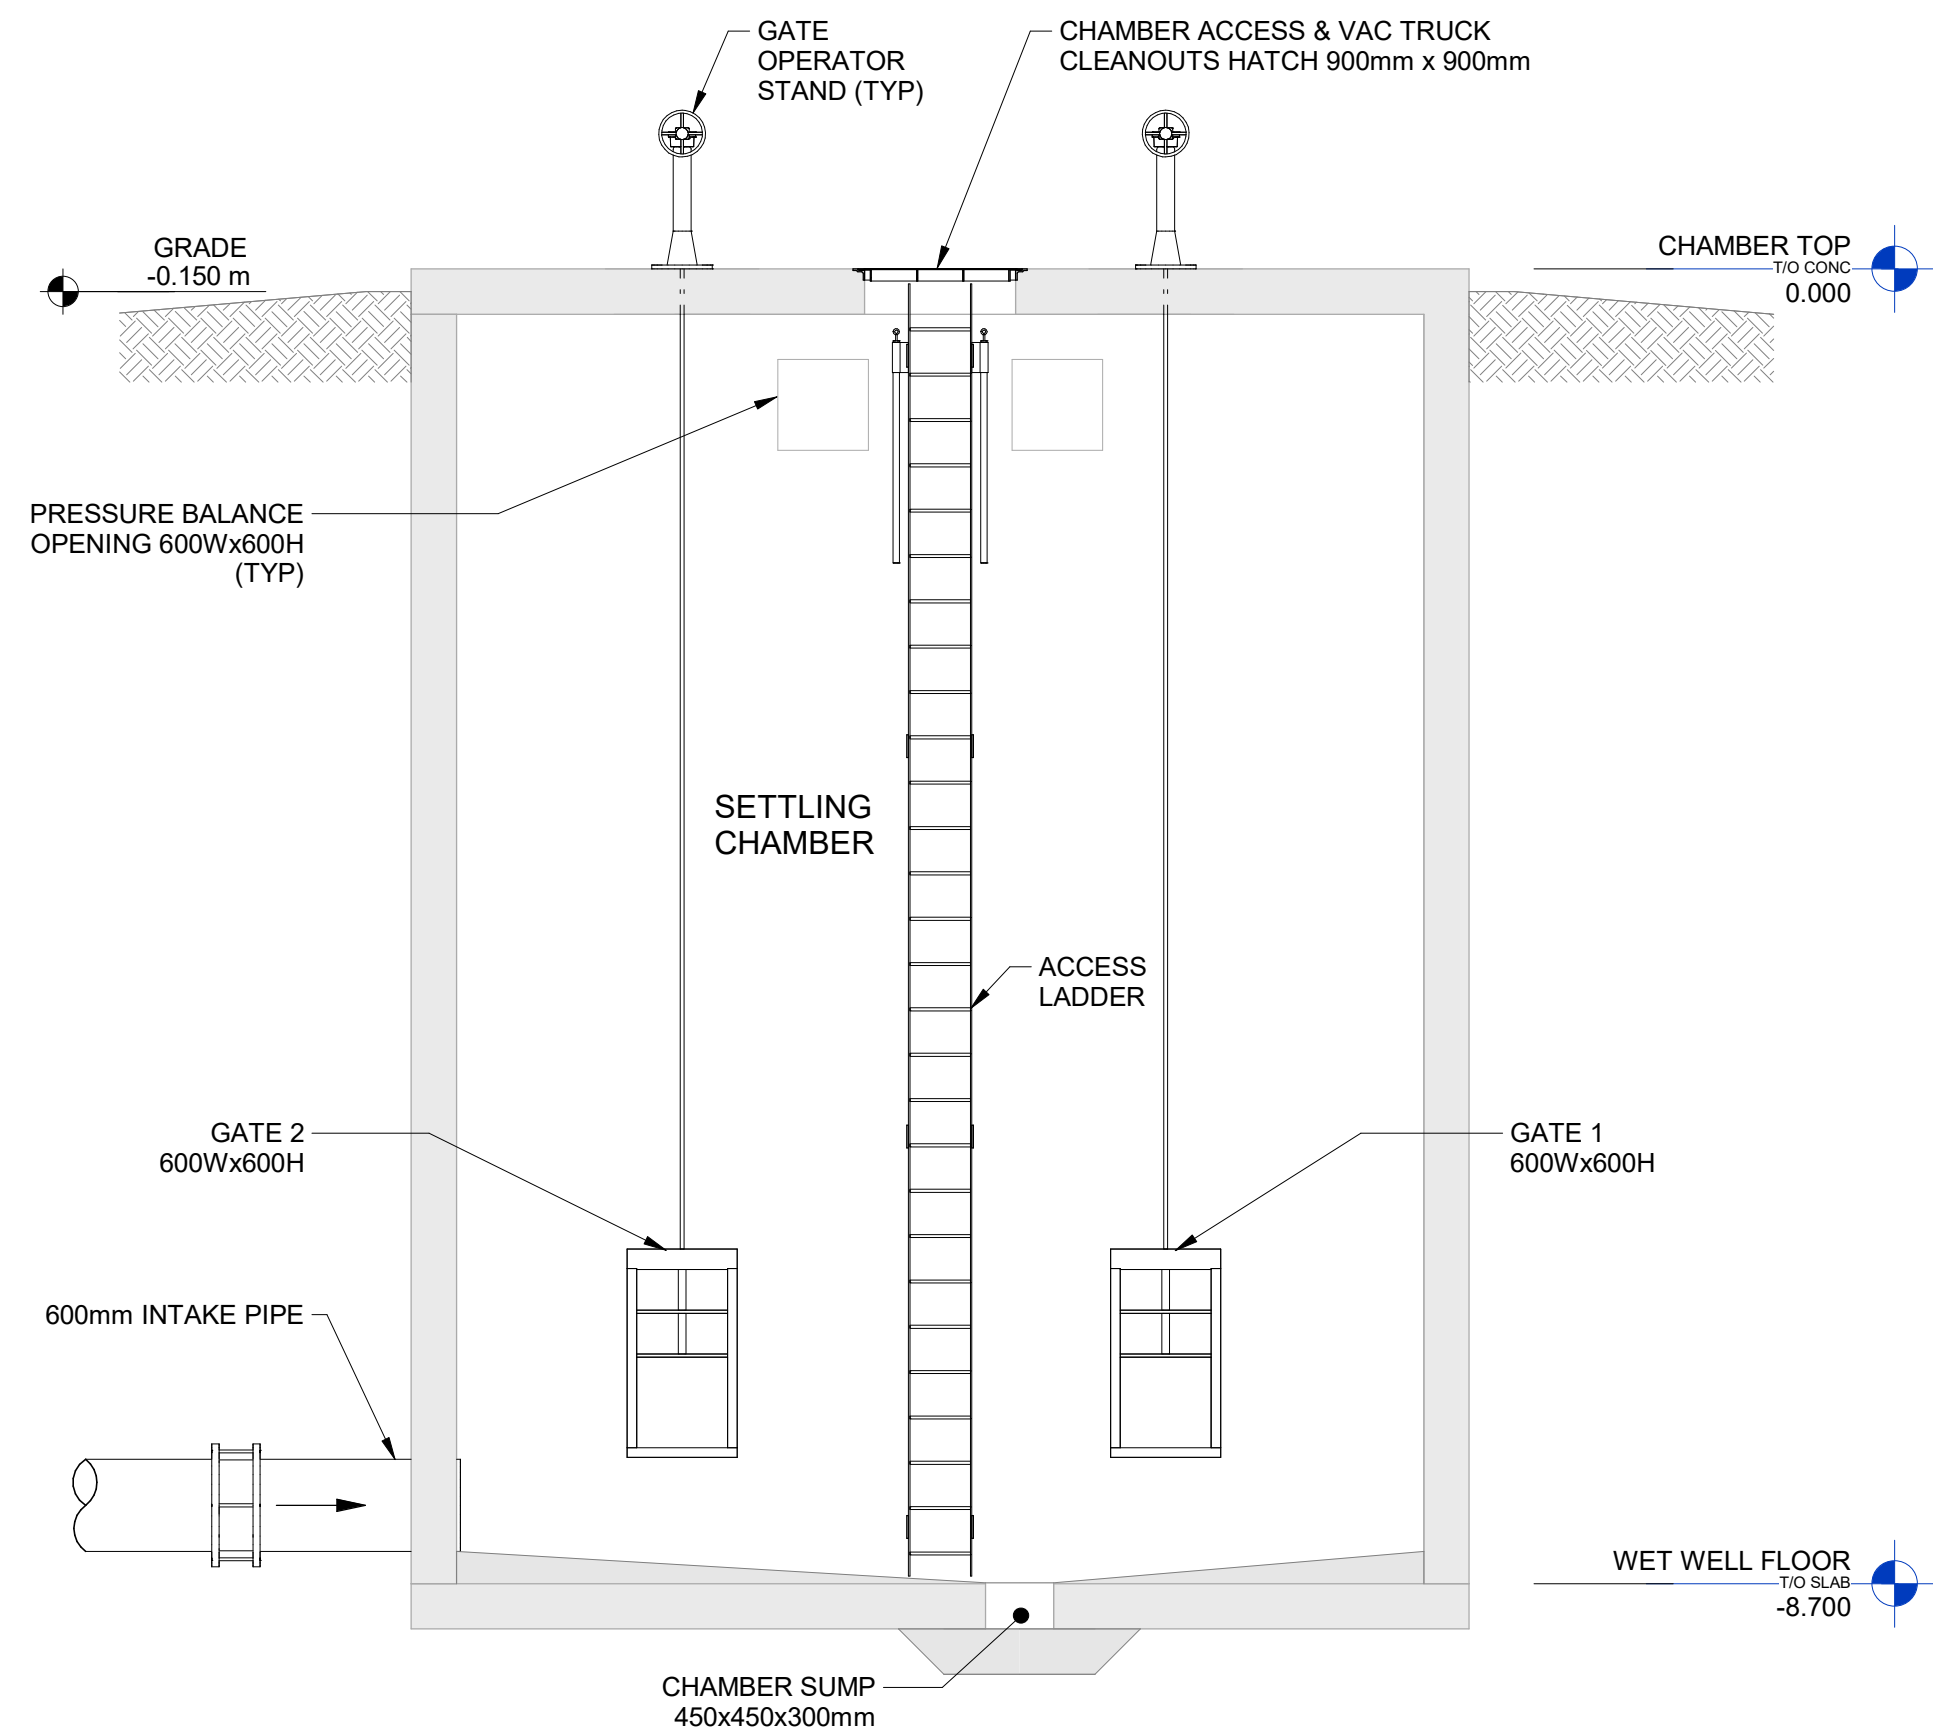 GATE
OPERATOR
STAND (TYP)
CHAMBER ACCESS & VAC TRUCK
CLEANOUTS HATCH 900mm x 900mm
GRADE
-0.150 m
CHAMBER TOP
T/O CONC
0.000
PRESSURE BALANCE
OPENING 600Wx600H
(TYP)
SETTLING
CHAMBER
ACCESS
LADDER
GATE 2
600Wx600H
GATE 1
600Wx600H
600mm INTAKE PIPE
WET WELL FLOOR
T/O SLAB
-8.700
CHAMBER SUMP
450x450x300mm